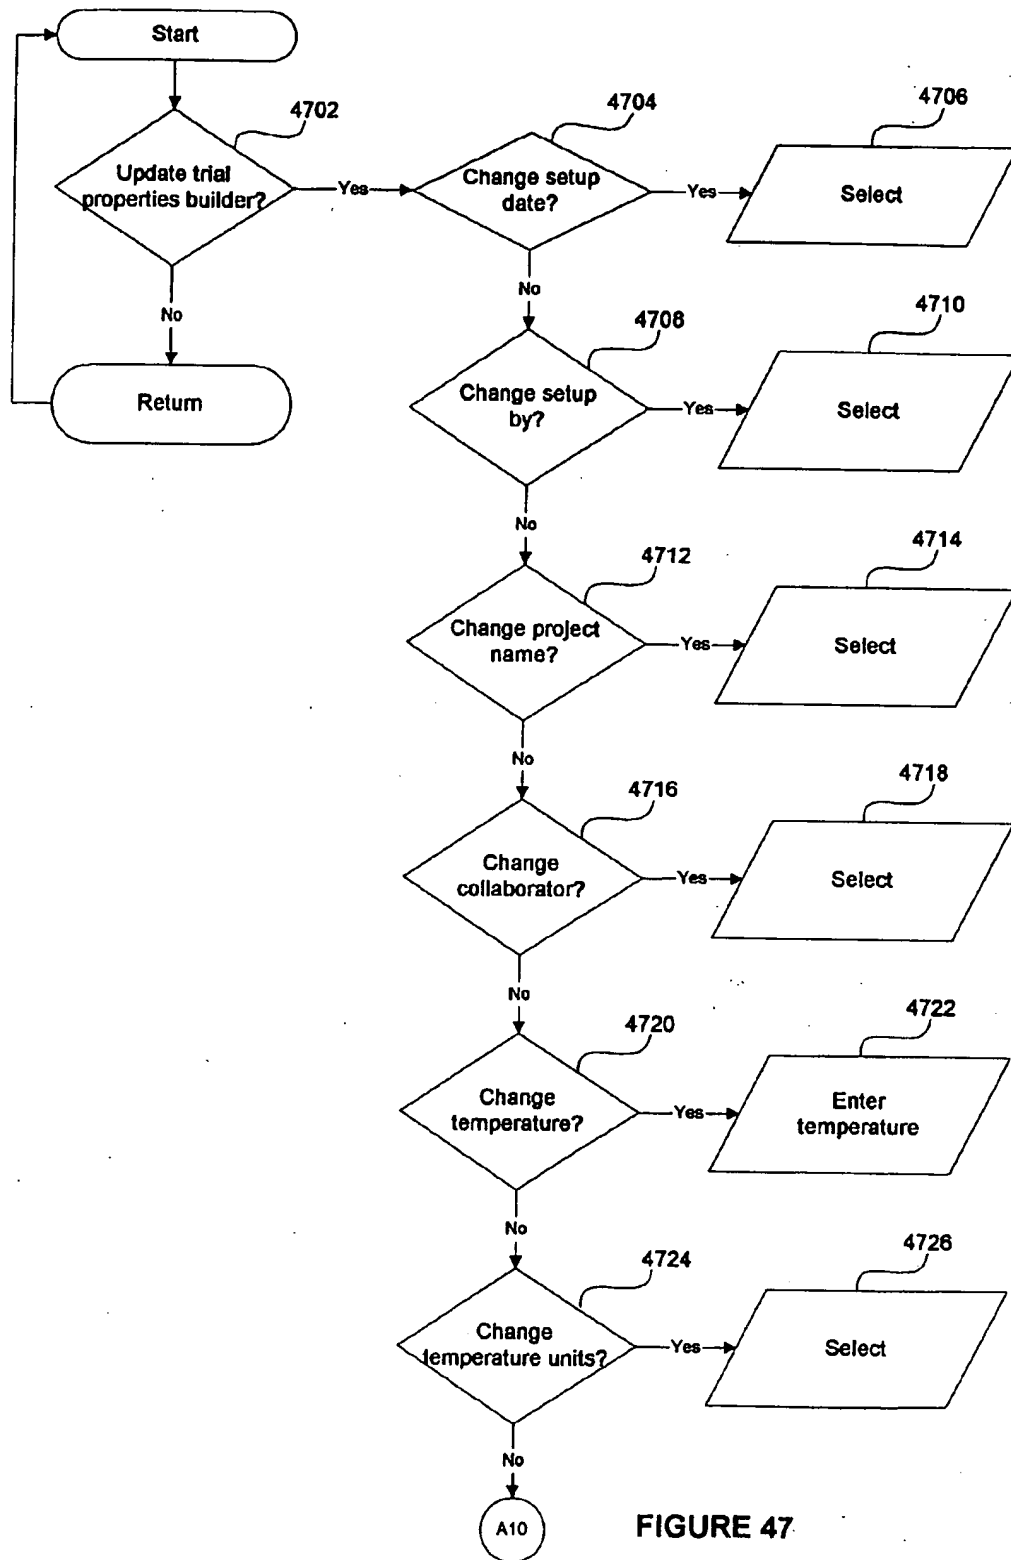 Start
4702
Update trial
properties builder?
Yes
4704
Change setup
date?
Yes
4706
Select
No
Return
No
4708
Change setup
by?
Yes
4710
Select
No
4712
Change project
name?
Yes
4714
Select
No
4716
Change
collaborator?
Yes
4718
Select
No
4720
Change
temperature?
Yes
4722
Enter
temperature
No
4724
Change
temperature units?
Yes
4726
Select
No
A10
FIGURE 47